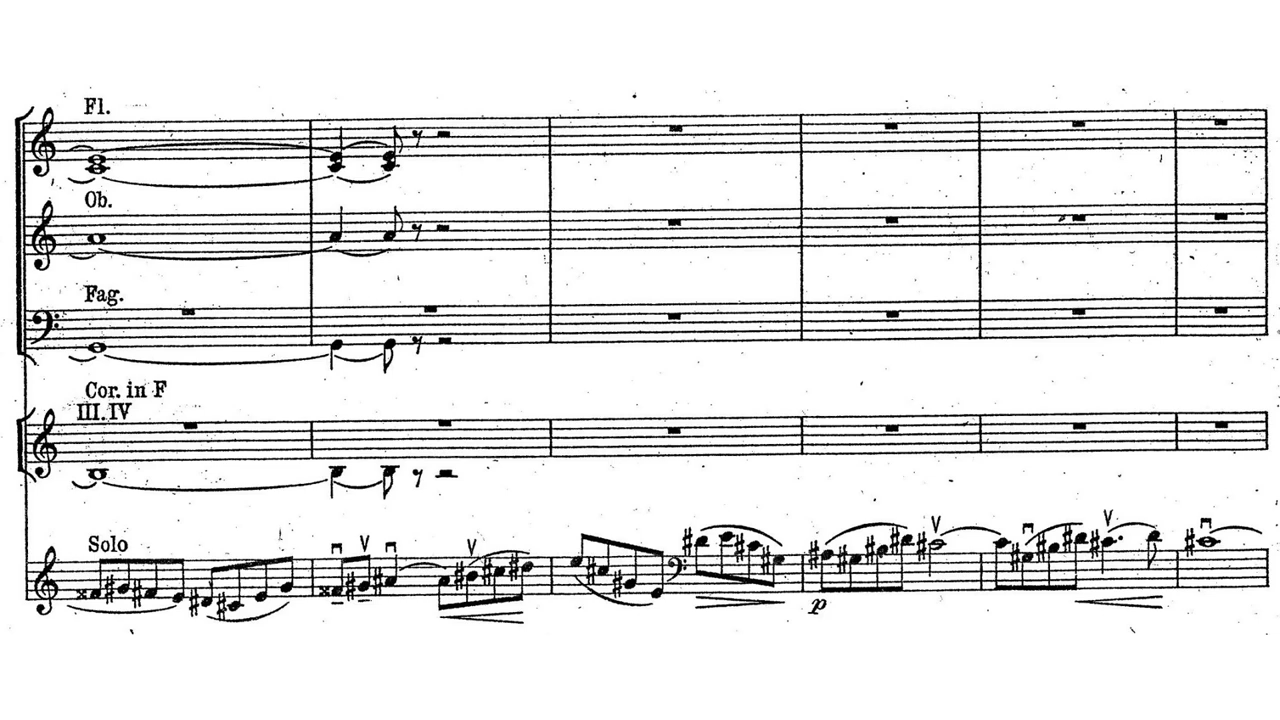 Fl.
Ob.
Fag.
Cor. in F
III. IV
Solo
p